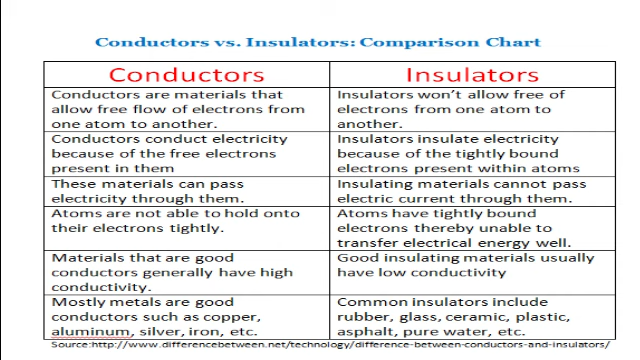 Conductors vs. Insulators: Comparison Chart
Conductors
Insulators
Conductors are materials that
allow free flow of electrons from
one atom to another.
Insulators won't allow free of
electrons from one atom to
another.
Conductors conduct electricity
because of the free electrons
present in them
Insulators insulate electricity
because of the tightly bound
electrons present within atoms
These materials can pass
electricity through them.
Insulating materials cannot pass
electric current through them.
Atoms are not able to hold onto
their electrons tightly.
Atoms have tightly bound
electrons thereby unable to
transfer electrical energy well.
Materials that are good
conductors generally have high
conductivity.
Good insulating materials usually
have low conductivity
Mostly metals are good
conductors such as copper,
aluminum, silver, iron, etc.
Common insulators include
rubber, glass, ceramic, plastic,
asphalt, pure water, etc.
Source:http://www.differencebetween.net/technology/difference-between-conductors-and-insulators/